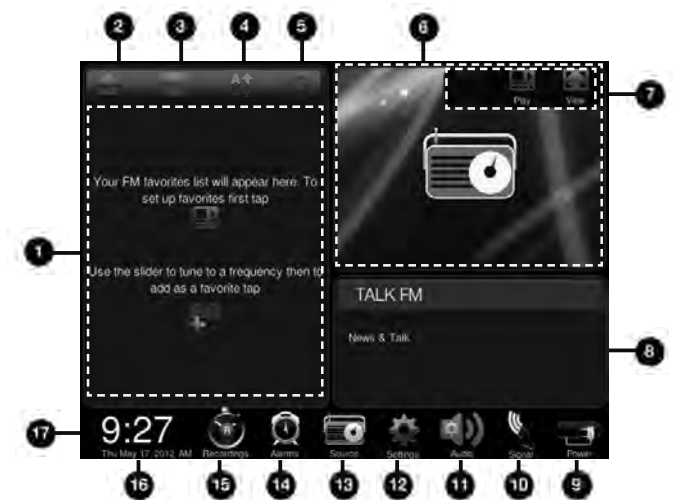 2 3 4 5 6
A
7
Play View
Your FM favorites list will appear here. To
set up favorites first tap
1
Use the slider to tune to a frequency then to
add as a favorite tap
TALK FM
News & Talk
8
17
9:27
Thu May 17, 2012 AM
R
Recordings Alarms Source Settings Audio Signal Power
16 15 14 13 12 11 10 9